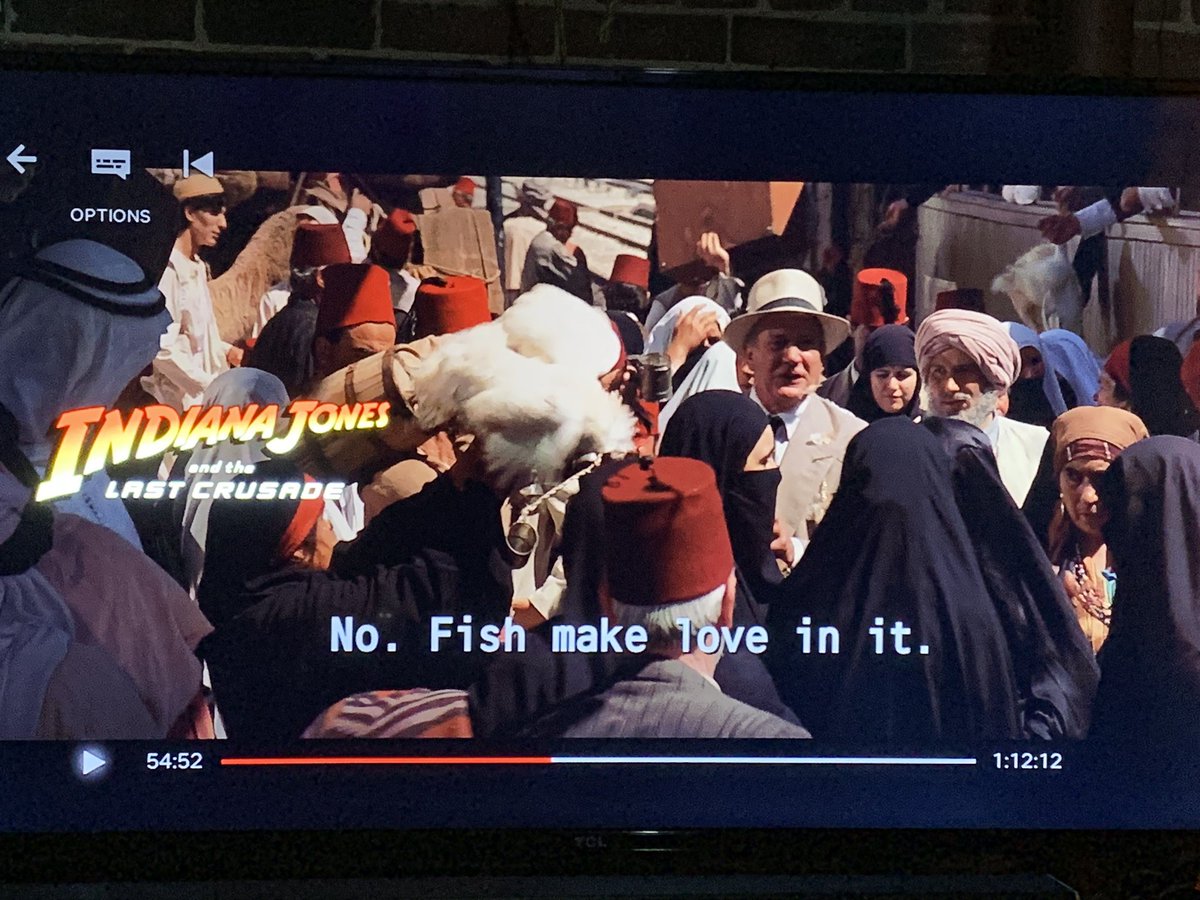 OPTIONS
INDIANA JONES
and the
LAST CRUSADE
No. Fish make love in it.
54:52
1:12:12
TCL